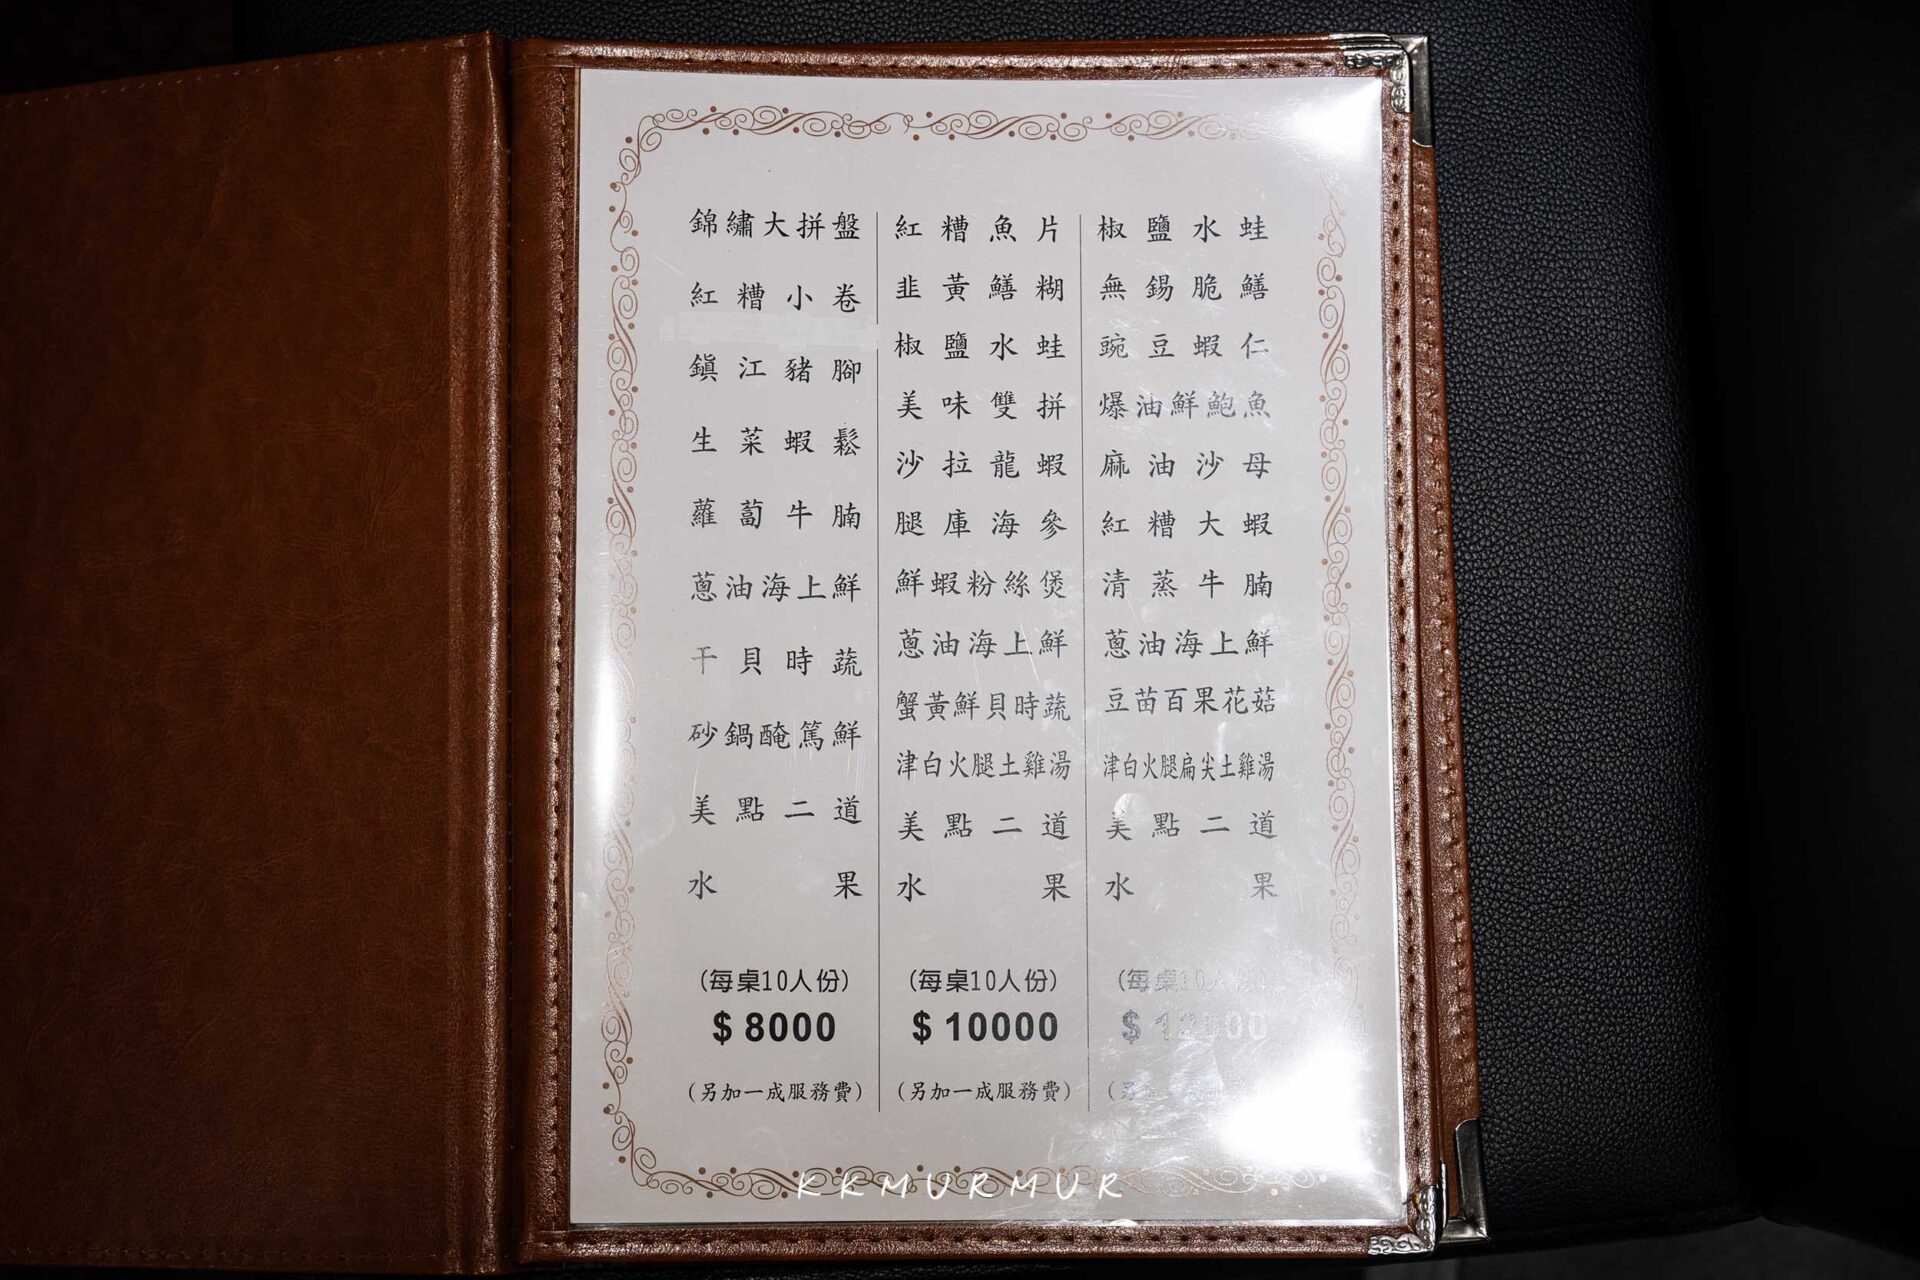 錦繡大拼盤
紅糟小卷
鎮江豬腳
生菜蝦鬆
蘿蔔牛腩
蔥油海上鮮
干貝時蔬
砂鍋醃篤鮮
美點二道
水果
(每桌10人份)
$8000
(另加一成服務費)
紅糟魚片
韭黃鱔糊
椒鹽水蛙
美味雙拼
沙拉龍蝦
腿庫海參
鮮蝦粉絲煲
蔥油海上鮮
蟹黃鮮貝時蔬
津白火腿土雞湯
美點二道
水果
(每桌10人份)
$10000
(另加一成服務費)
椒鹽水蛙
無錫脆鱔
豌豆蝦仁
爆油鮮鮑魚
麻油沙母
紅糟大蝦
清蒸牛腩
蔥油海上鮮
豆苗百果花菇
津白火腿扁尖土雞湯
美點二道
水果
(每桌10人份)
$12000
KKMURMUR